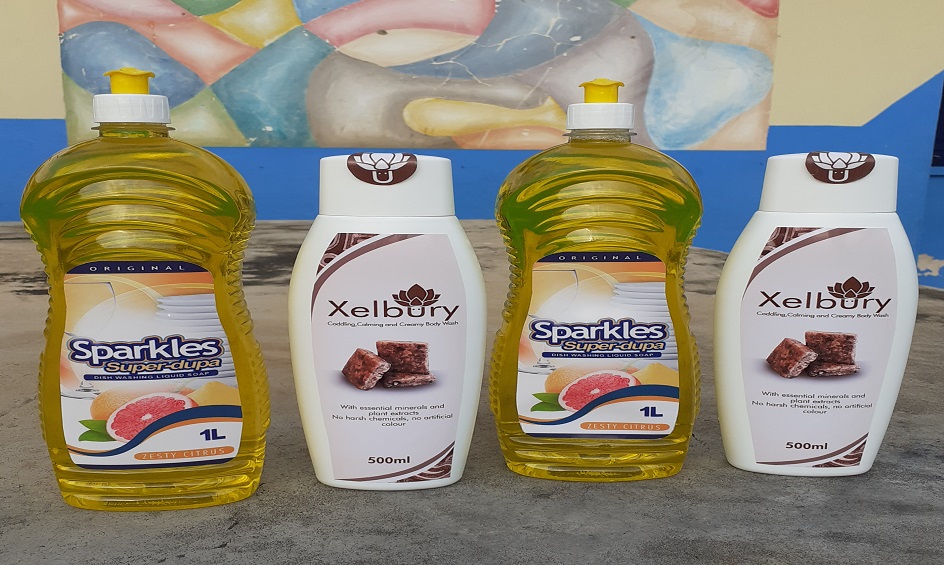 ORIGINAL
Sparkles
Super-dupa
DISH WASHING LIQUID SOAP
1L
ZESTY CITRUS
Xelbury
Coddling,Calming and Creamy Body Wash
With essential minerals and
plant extracts
No harsh chemicals, no artificial
colour
500ml
ORIGINAL
Sparkles
Super-dupa
DISH WASHING LIQUID SOAP
1L
ZESTY CITRUS
Xelbury
Coddling,Calming and Creamy Body Wash
With essential minerals and
plant extracts
No harsh chemicals, no artificial
colour
500ml